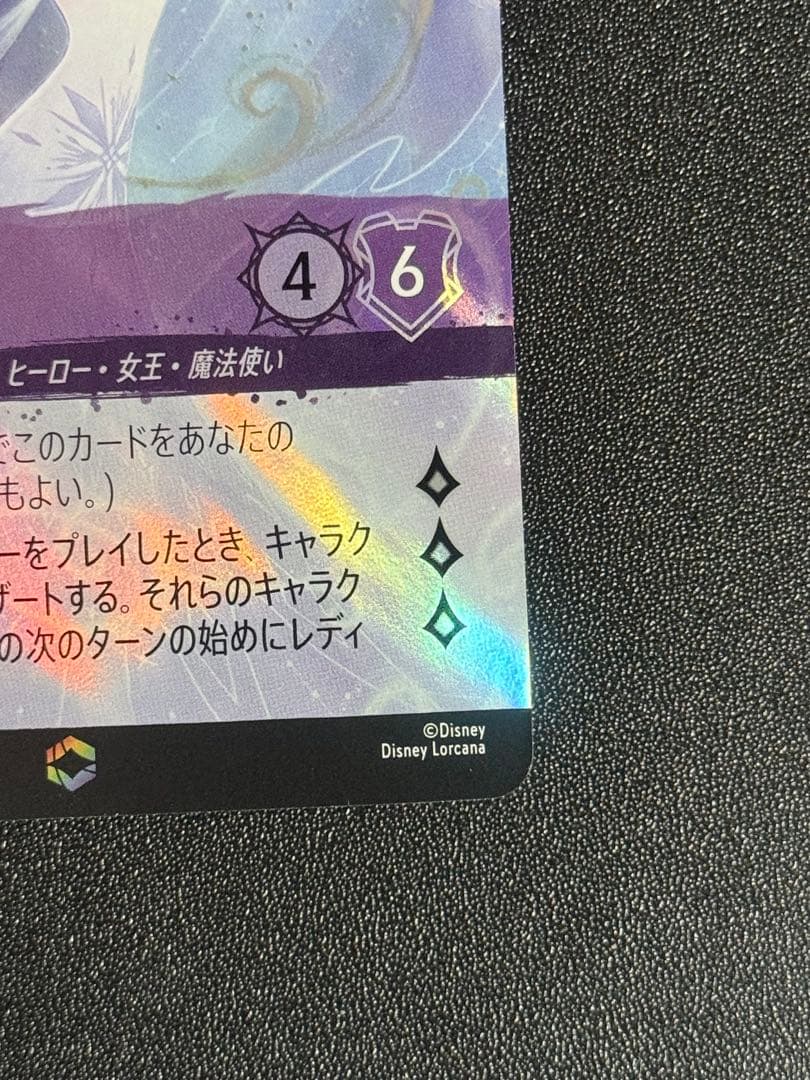 4 6
ヒーロー・女王・魔法使い
でこのカードをあなたの
もよい。)
ーをプレイしたとき、キャラク
ザートする。それらのキャラク
の次のターンの始めにレディ
©Disney
Disney Lorcana